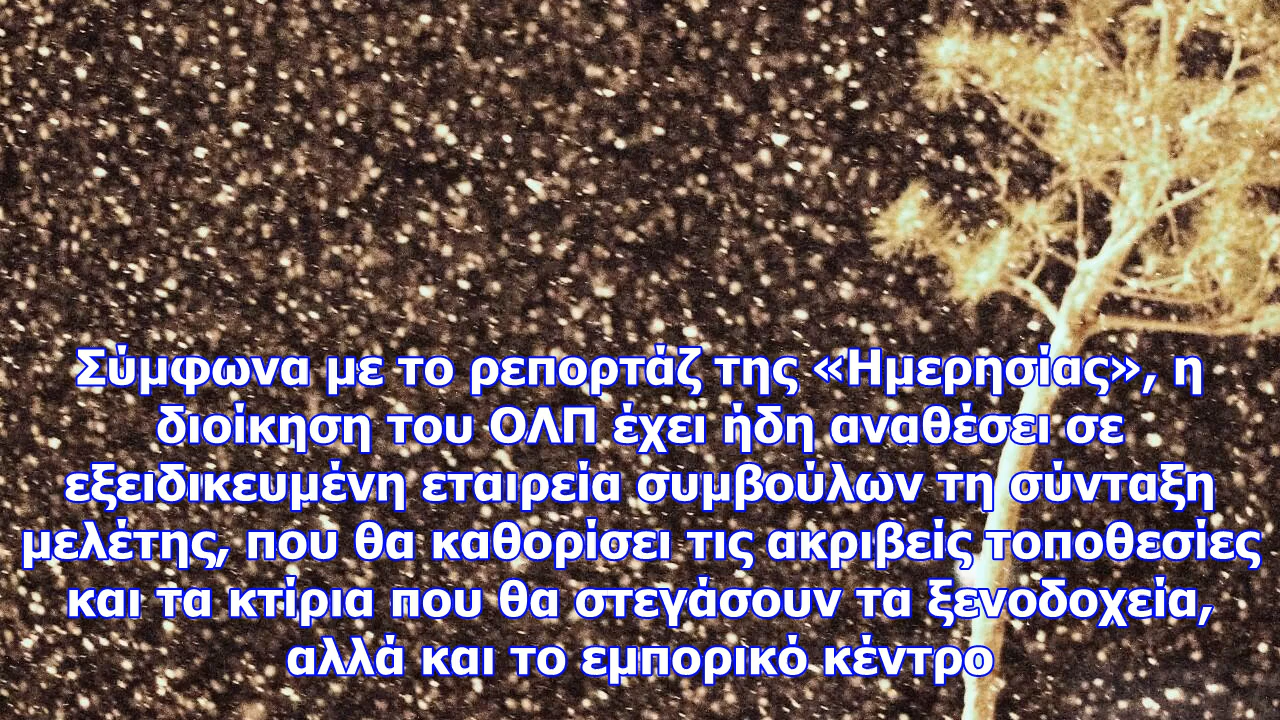 Σύμφωνα με το ρεπορτάζ της «Ημερησίας», η
διοίκηση του ΟΛΠ έχει ήδη αναθέσει σε
εξειδικευμένη εταιρεία συμβούλων τη σύνταξη
μελέτης, που θα καθορίσει τις ακριβείς τοποθεσίες
και τα κτίρια που θα στεγάσουν τα ξενοδοχεία,
αλλά και το εμπορικό κέντρο